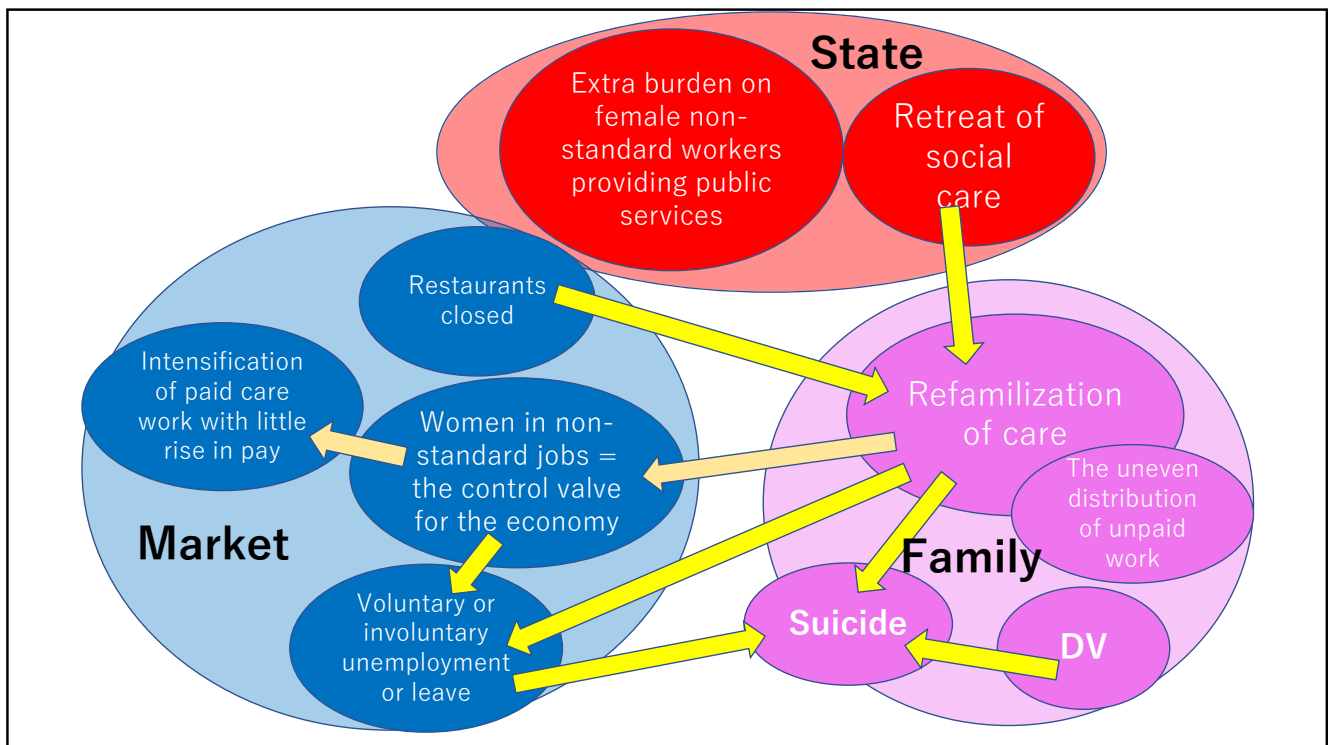 State
Extra burden on
female non-
standard workers
providing public
services
Retreat of
social
care
Restaurants
closed
Intensification
of paid care
work with little
rise in pay
Women in non-
standard jobs =
the control valve
for the economy
Market
Voluntary or
involuntary
unemployment
or leave
Refamilization
of care
The uneven
distribution
of unpaid
work
Family
Suicide
DV